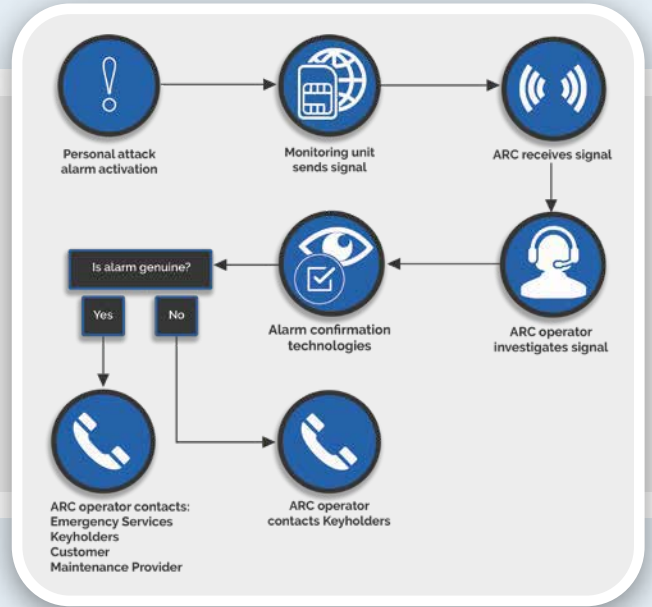 Personal attack
alarm activation
Monitoring unit
sends signal
ARC receives signal
ARC operator
investigates signal
Alarm confirmation
technologies
Is alarm genuine?
Yes
No
ARC operator contacts:
Emergency Services
Keyholders
Customer
Maintenance Provider
ARC operator
contacts Keyholders